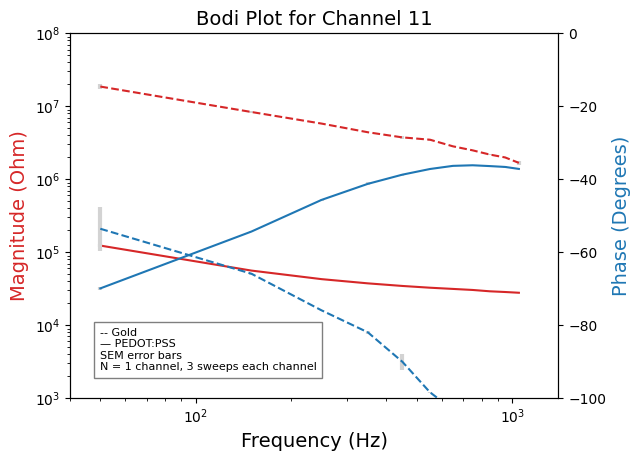 Bodi Plot for Channel 11
Magnitude (Ohm)
10^8
10^7
10^6
10^5
10^4
10^3
-- Gold
— PEDOT:PSS
SEM error bars
N = 1 channel, 3 sweeps each channel
10^2
10^3
Frequency (Hz)
0
−20
−40
−60
−80
−100
Phase (Degrees)